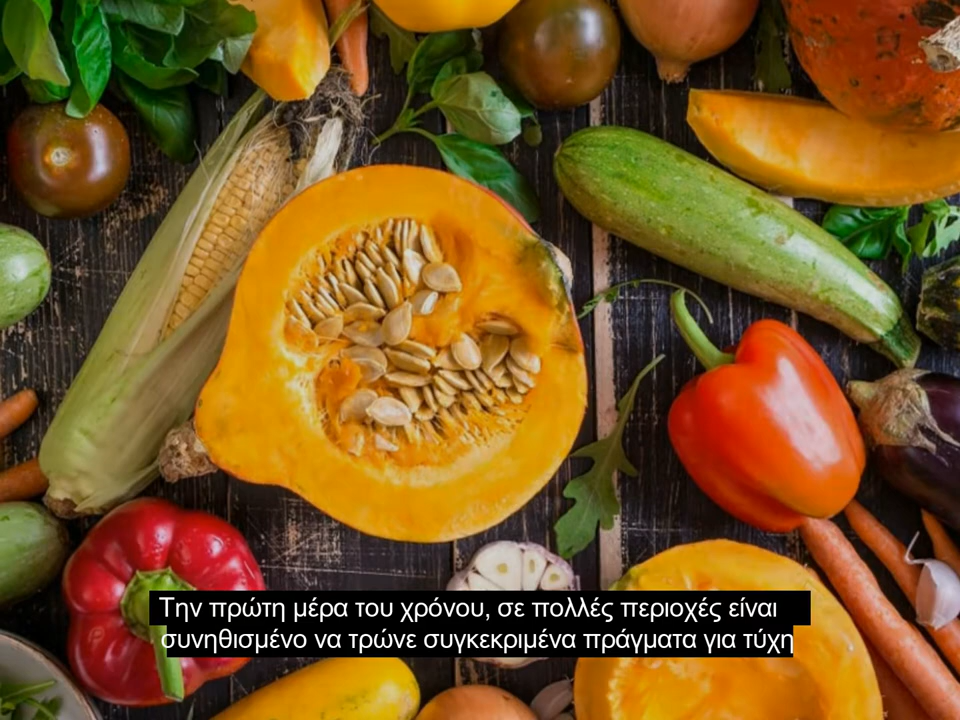 Την πρώτη μέρα του χρόνου, σε πολλές περιοχές είναι
συνηθισμένο να τρώνε συγκεκριμένα πράγματα για τύχη